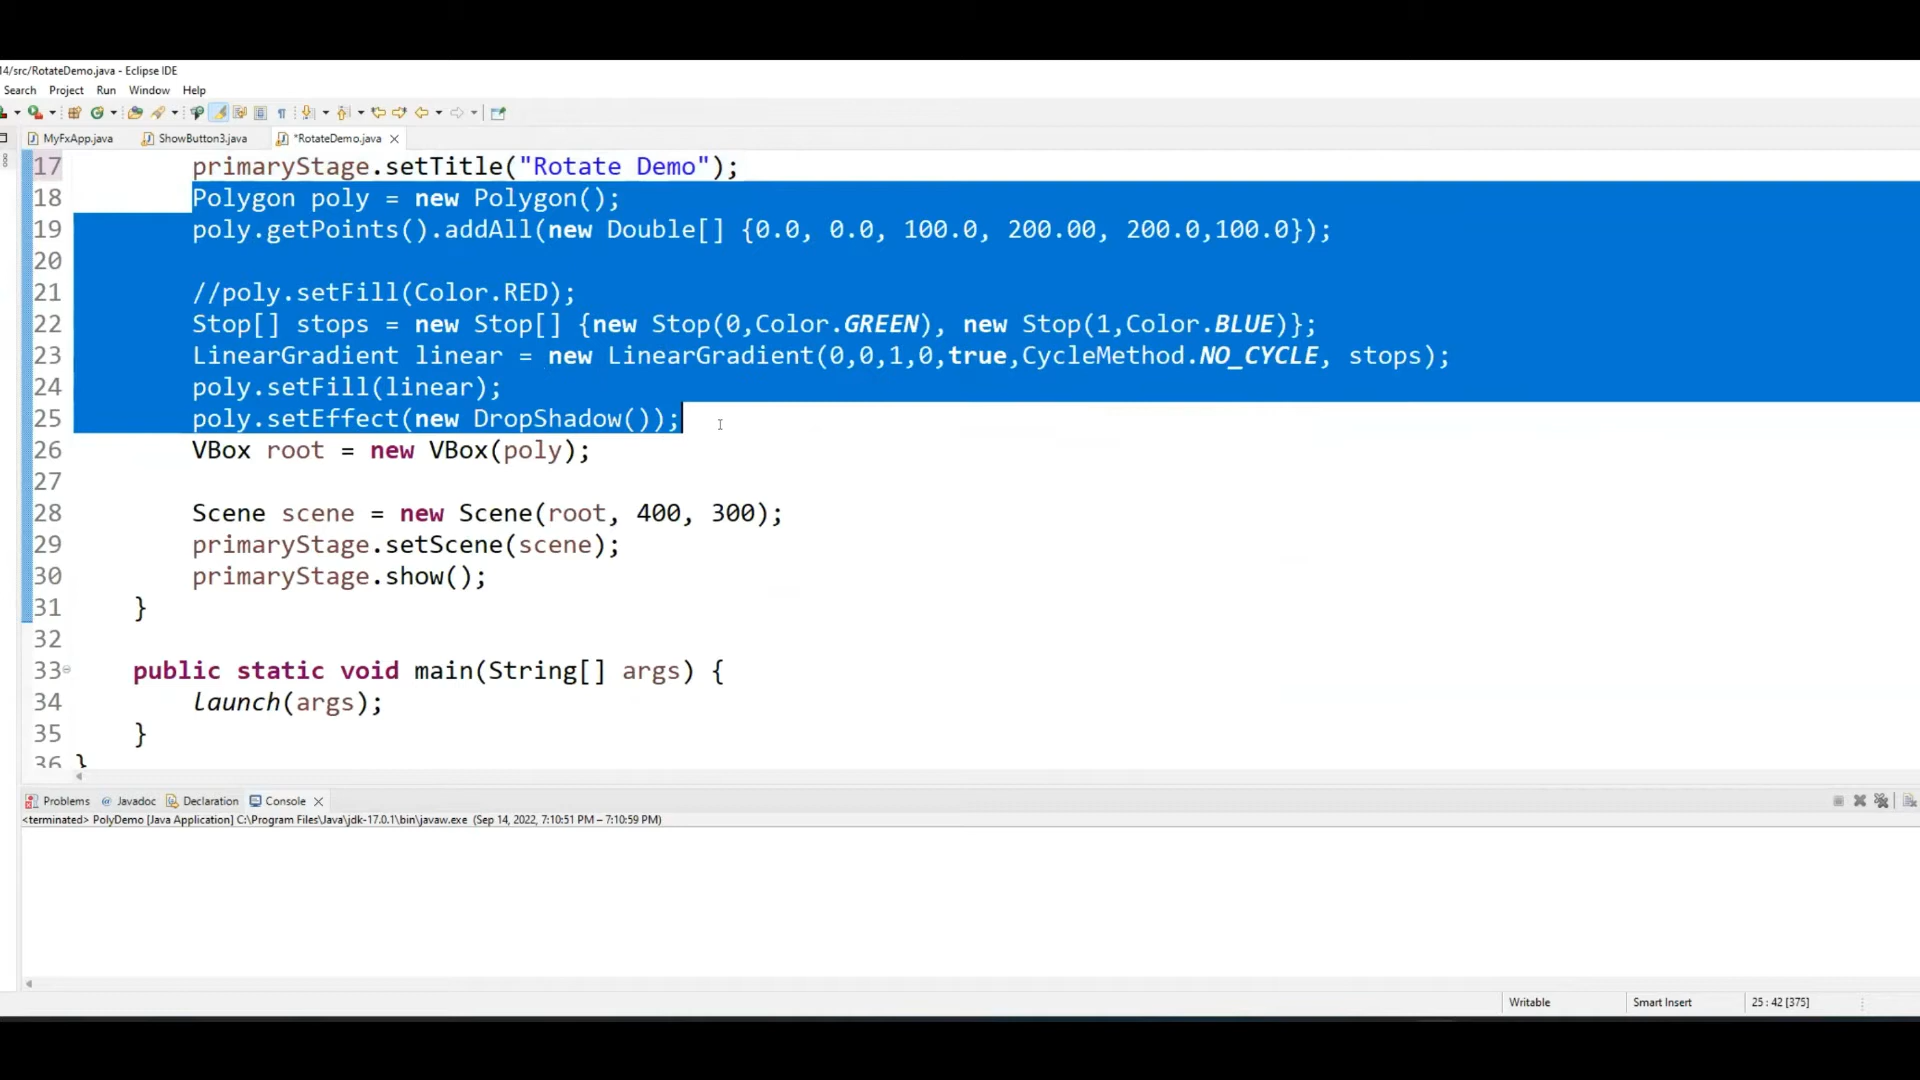 14/src/RotateDemo.java - Eclipse IDE
Search Project Run Window Help
MyFxApp.java ShowButton3.java *RotateDemo.java
17 primaryStage.setTitle("Rotate Demo");
18 Polygon poly = new Polygon();
19 poly.getPoints().addAll(new Double[] {0.0, 0.0, 100.0, 200.00, 200.0,100.0});
20
21 //poly.setFill(Color.RED);
22 Stop[] stops = new Stop[] {new Stop(0,Color.GREEN), new Stop(1,Color.BLUE)};
23 LinearGradient linear = new LinearGradient(0,0,1,0,true,CycleMethod.NO_CYCLE, stops);
24 poly.setFill(linear);
25 poly.setEffect(new DropShadow());
26 VBox root = new VBox(poly);
27
28 Scene scene = new Scene(root, 400, 300);
29 primaryStage.setScene(scene);
30 primaryStage.show();
31 }
32
33 public static void main(String[] args) {
34 launch(args);
35 }
36 }
Problems Javadoc Declaration Console
<terminated> PolyDemo [Java Application] C:\Program Files\Java\jdk-17.0.1\bin\javaw.exe (Sep 14, 2022, 7:10:51 PM – 7:10:59 PM)
Writable Smart Insert 25 : 42 [375]